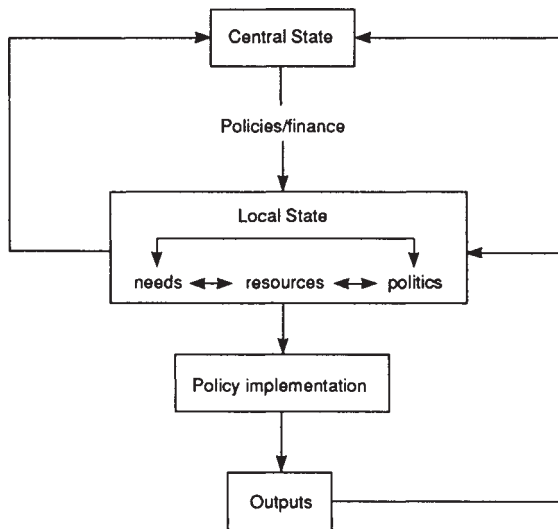 Central State
Policies/finance
Local State
needs resources politics
Policy implementation
Outputs